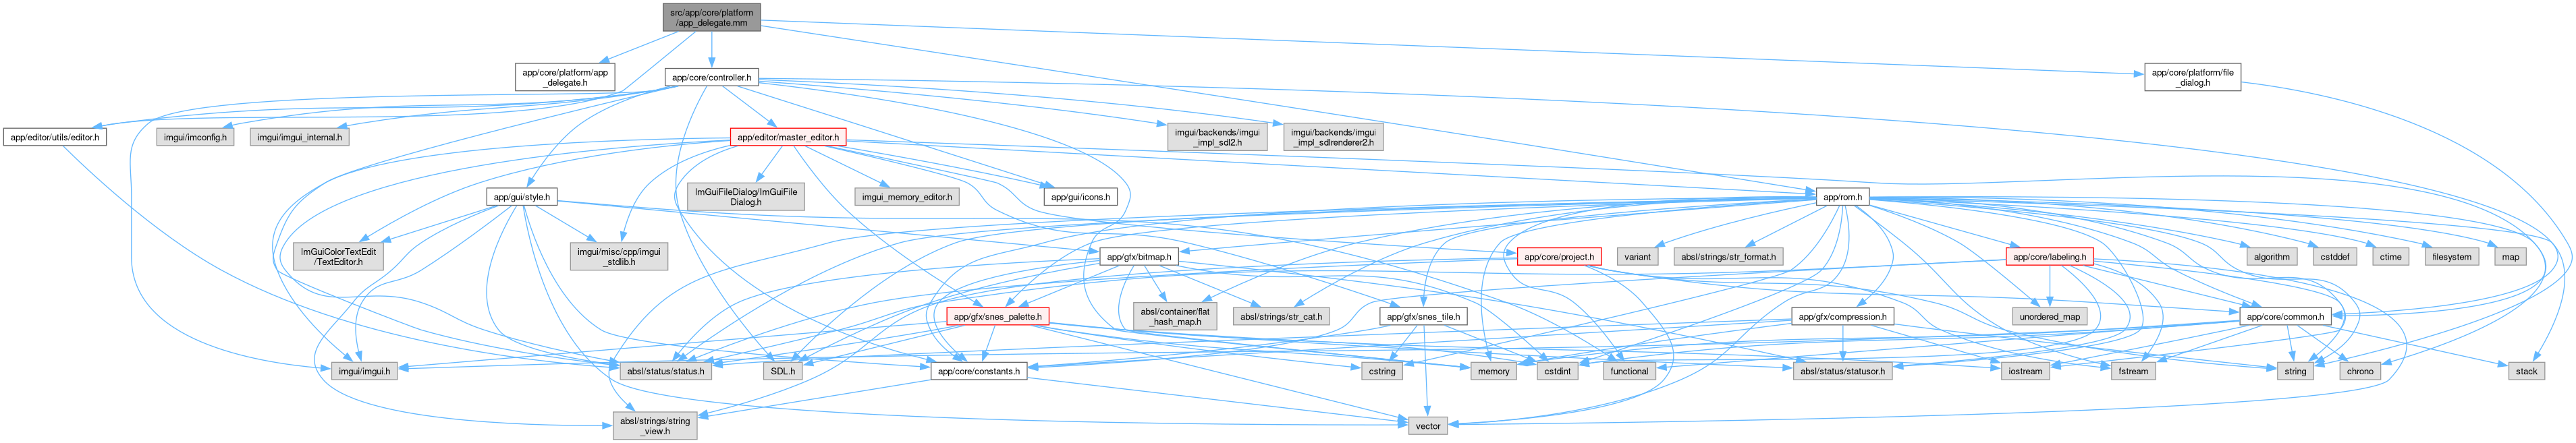 src/app/core/platform
/app_delegate.mm
app/core/platform/app
_delegate.h
app/core/controller.h
app/core/platform/file
_dialog.h
app/editor/utils/editor.h
imgui/imconfig.h
imgui/imgui_internal.h
app/editor/master_editor.h
imgui/backends/imgui
_impl_sdl2.h
imgui/backends/imgui
_impl_sdlrenderer2.h
app/gui/style.h
ImGuiFileDialog/ImGuiFile
Dialog.h
imgui_memory_editor.h
app/gui/icons.h
app/rom.h
ImGuiColorTextEdit
/TextEditor.h
imgui/misc/cpp/imgui
_stdlib.h
app/gfx/bitmap.h
app/core/project.h
variant
absl/strings/str_format.h
app/core/labeling.h
algorithm
cstddef
ctime
filesystem
map
app/gfx/snes_palette.h
absl/container/flat
_hash_map.h
absl/strings/str_cat.h
app/gfx/snes_tile.h
app/gfx/compression.h
unordered_map
app/core/common.h
imgui/imgui.h
absl/status/status.h
SDL.h
app/core/constants.h
cstring
memory
cstdint
functional
absl/status/statusor.h
iostream
fstream
string
chrono
stack
absl/strings/string
_view.h
vector